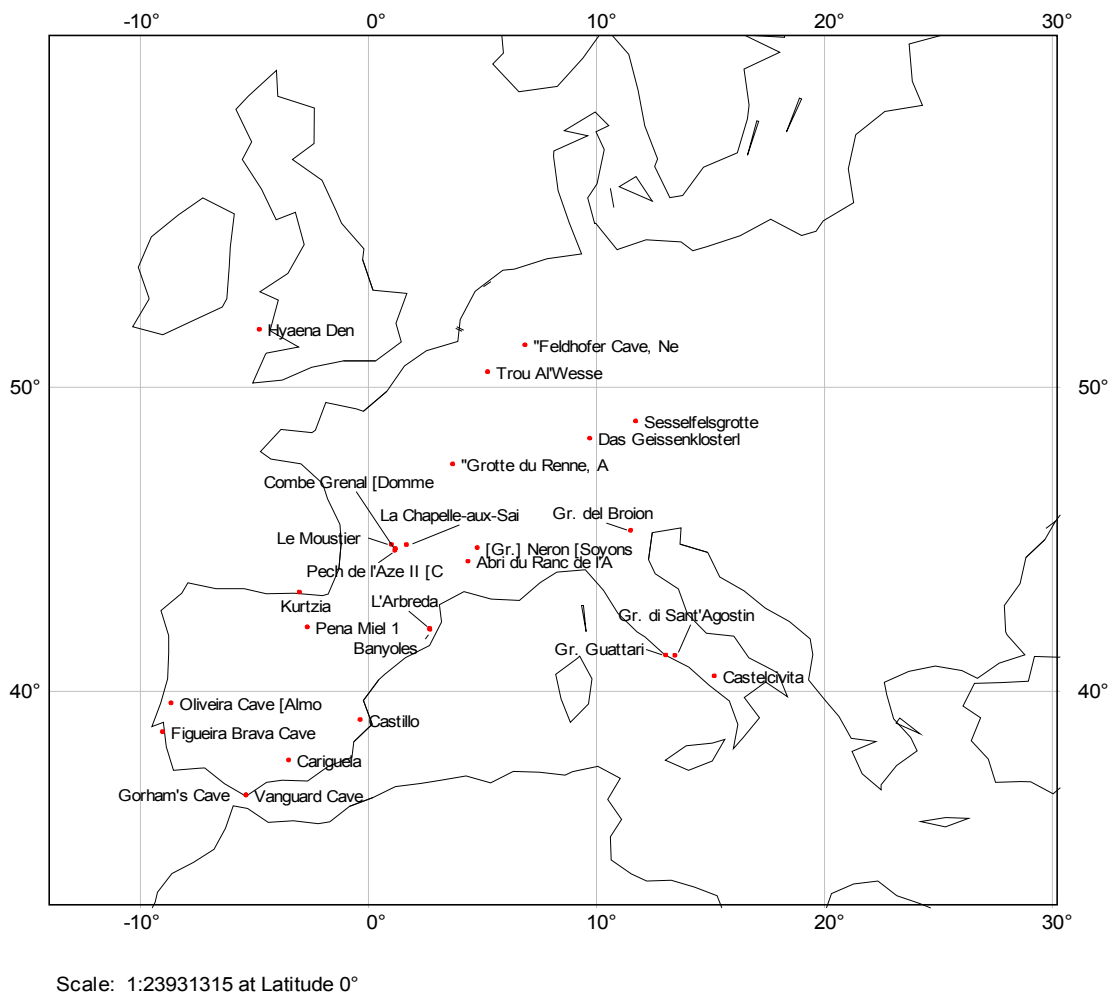 -10°
0°
10°
20°
30°
Hyaena Den
"Feldhofer Cave, Ne
Trou Al'Wesse
50°
50°
Sesselfelsgrotte
Das Geissenklosterl
"Grotte du Renne, A
Combe Grenal [Domme
La Chapelle-aux-Sai
Gr. del Broion
Le Moustier
[Gr.] Neron [Soyons
Abri du Ranc de l'A
Pech de l'Aze II [C
Kurtzia
L'Arbreda
Pena Miel 1
Gr. di Sant'Agostin
Banyoles
Gr. Guattari
Castelcivita
40°
40°
Oliveira Cave [Almo
Castillo
Figueira Brava Cave
Cariguela
Gorham's Cave
Vanguard Cave
-10°
0°
10°
20°
30°
Scale: 1:23931315 at Latitude 0°